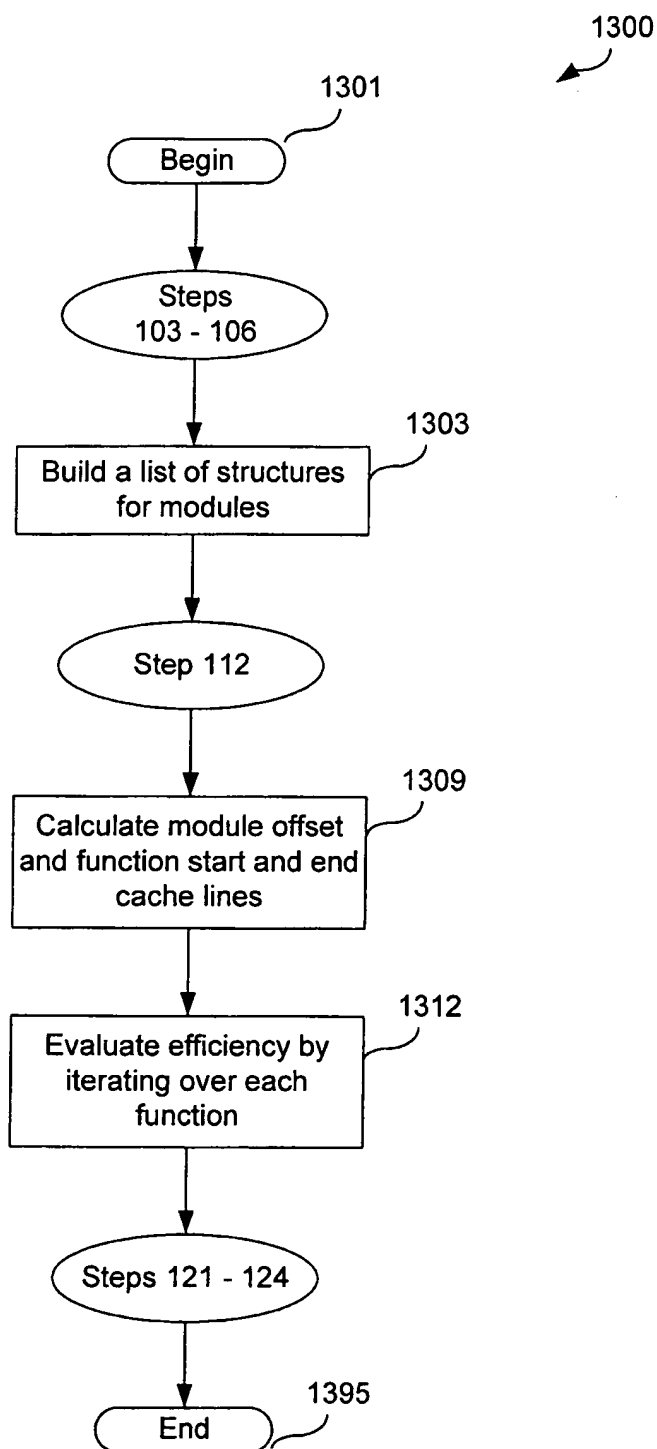 1300
1301
Begin
Steps
103 - 106
1303
Build a list of structures
for modules
Step 112
1309
Calculate module offset
and function start and end
cache lines
1312
Evaluate efficiency by
iterating over each
function
Steps 121 - 124
1395
End